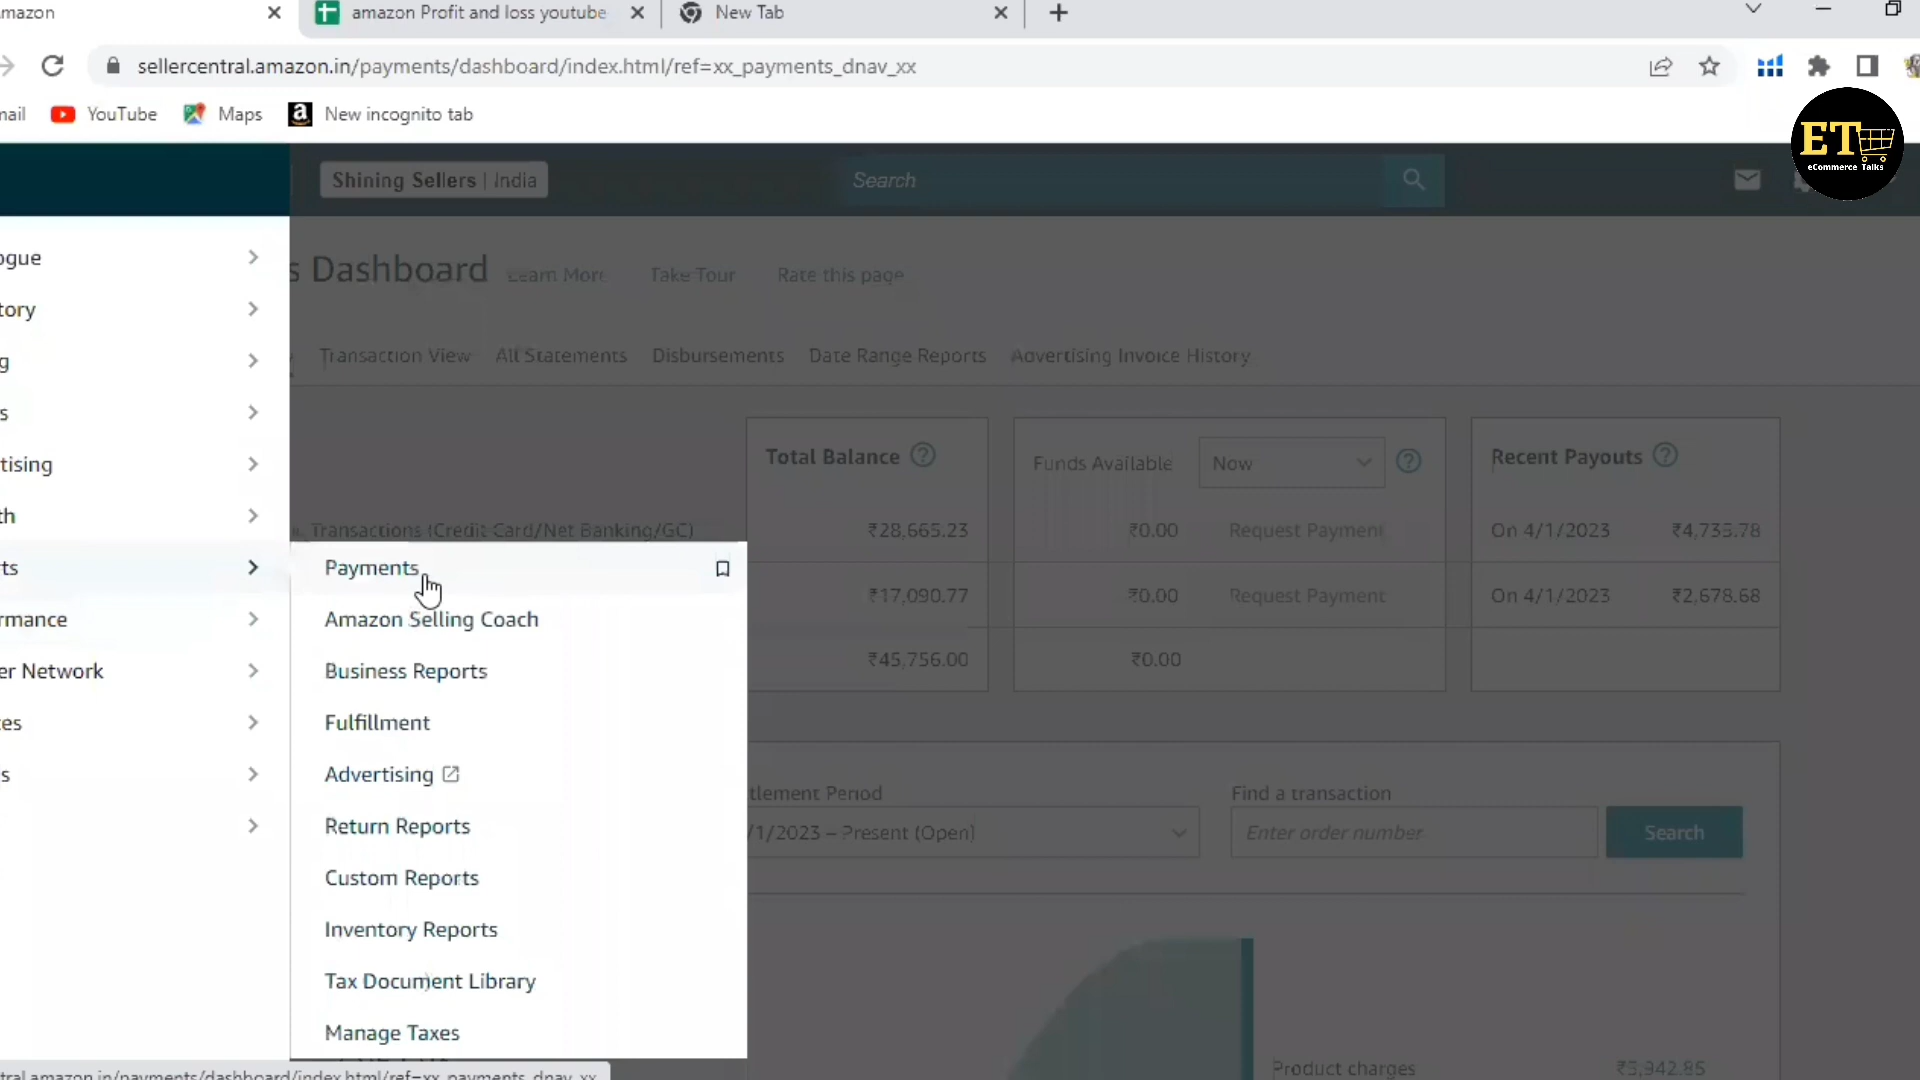 mazon
amazon Profit and loss youtube
New Tab
sellercentral.amazon.in/payments/dashboard/index.html/ref=xx_payments_dnav_xx
mail
YouTube
Maps
New incognito tab
ET
eCommerce Talks
Shining Sellers | India
Search
s Dashboard
Learn More
Take Tour
Rate this page
Transaction View
All Statements
Disbursements
Date Range Reports
Advertising Invoice History
ogue
tory
g
s
tising
th
ts
rmance
er Network
es
s
Total Balance
Funds Available
Now
Recent Payouts
Transactions (Credit Card/Net Banking/GC)
₹28,665.23
₹0.00
Request Payment
On 4/1/2023
₹4,735.78
₹17,090.77
₹0.00
Request Payment
On 4/1/2023
₹2,678.68
₹45,756.00
₹0.00
Payments
Amazon Selling Coach
Business Reports
Fulfillment
Advertising
Return Reports
Custom Reports
Inventory Reports
Tax Document Library
Manage Taxes
tlement Period
/1/2023 – Present (Open)
Find a transaction
Enter order number
Search
Product charges
₹5,942.85
tral.amazon.in/payments/dashboard/index.html/ref=xx_payments_dnav_xx